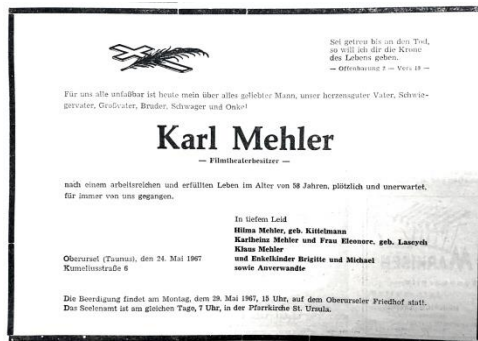 Sei getreu bis an den Tod,
so will ich dir die Krone
des Lebens geben.
— Offenbarung 2 — Vers 10 —
Für uns alle unfaßbar ist heute mein über alles geliebter Mann, unser herzensguter Vater, Schwie-
gervater, Großvater, Bruder, Schwager und Onkel
Karl Mehler
— Filmtheaterbesitzer —
nach einem arbeitsreichen und erfüllten Leben im Alter von 58 Jahren, plötzlich und unerwartet,
für immer von uns gegangen.
In tiefem Leid
Hilma Mehler, geb. Kittelmann
Karlheinz Mehler und Frau Eleonore, geb. Laseych
Klaus Mehler
und Enkelkinder Brigitte und Michael
sowie Anverwandte
Oberursel (Taunus), den 24. Mai 1967
Kumeliusstraße 6
Die Beerdigung findet am Montag, dem 29. Mai 1967, 15 Uhr, auf dem Oberurseler Friedhof statt.
Das Seelenamt ist am gleichen Tage, 7 Uhr, in der Pfarrkirche St. Ursula.